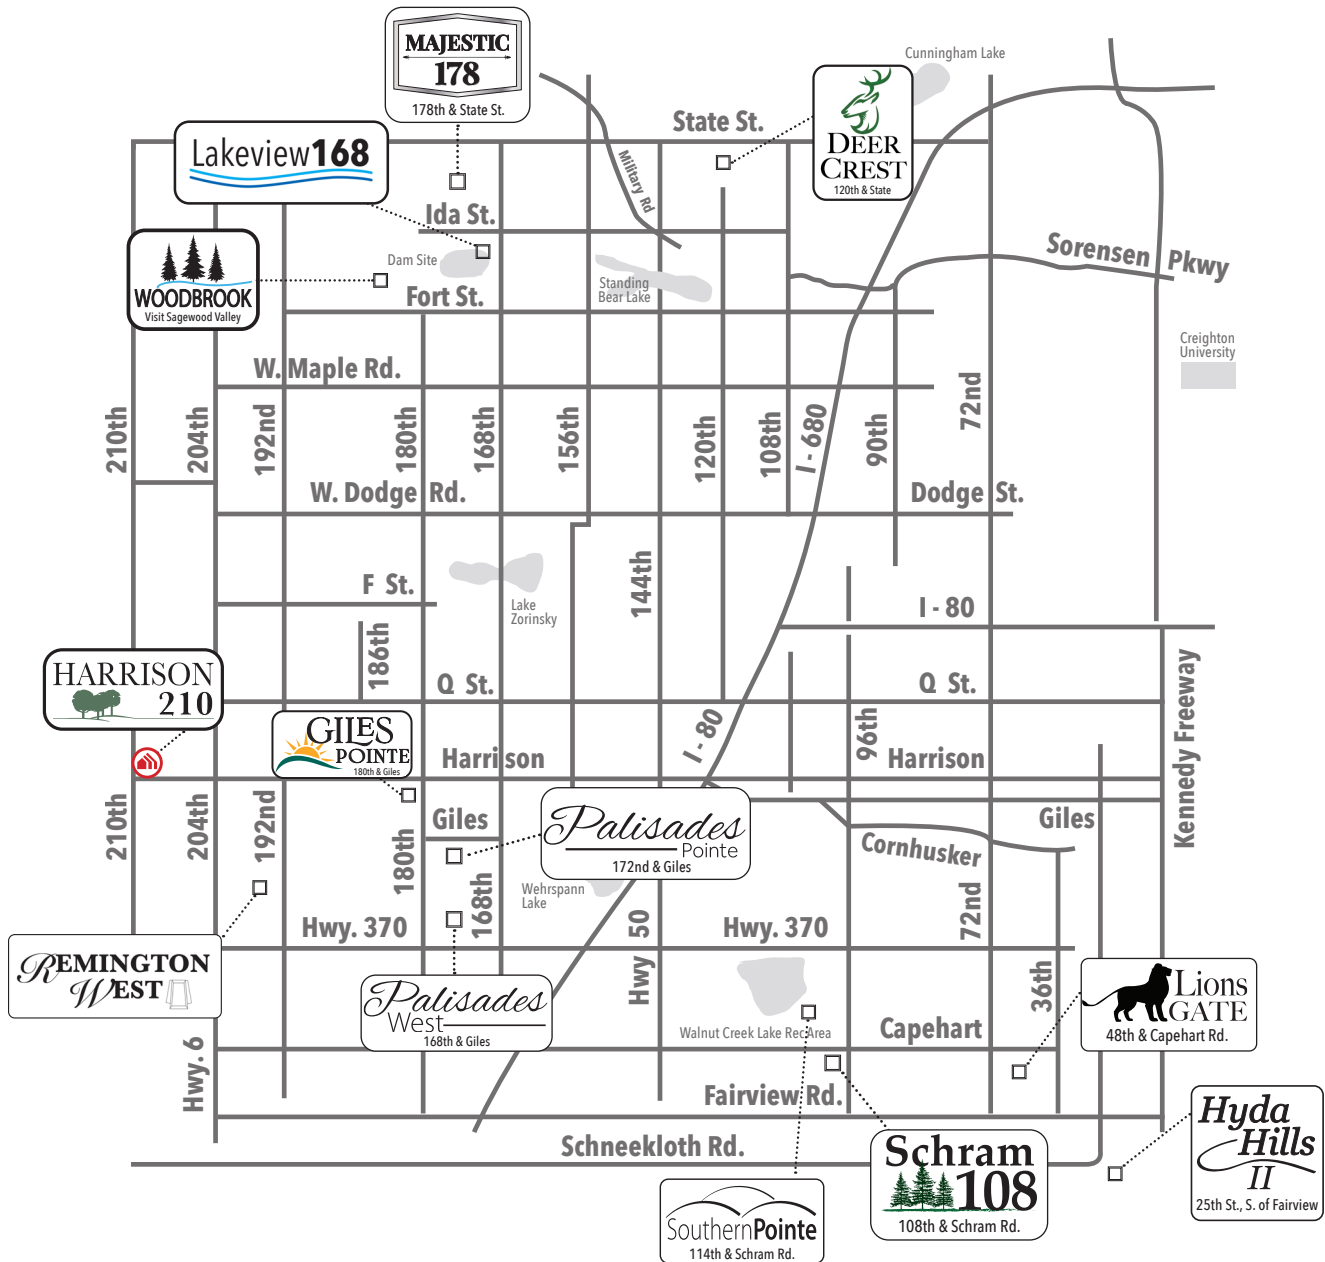 MAJESTIC
178
178th & State St.
Cunningham Lake
State St.
DEER
CREST
120th & State
Lakeview168
Military Rd
Ida St.
Dam Site
Standing
Bear Lake
Sorensen Pkwy
WOODBROOK
Visit Sagewood Valley
Fort St.
Creighton
University
W. Maple Rd.
210th
204th
192nd
180th
168th
156th
120th
108th
I - 680
90th
72nd
W. Dodge Rd.
Dodge St.
F St.
Lake
Zorinsky
144th
I - 80
186th
Q St.
Q St.
HARRISON
210
GILES
POINTE
180th & Giles
Harrison
I - 80
96th
Harrison
Kennedy Freeway
210th
204th
192nd
180th
Giles
168th
Palisades
Pointe
172nd & Giles
Giles
Cornhusker
Wehrspann
Lake
Hwy 50
72nd
Hwy. 370
Hwy. 370
REMINGTON
WEST
Palisades
West
168th & Giles
36th
Lions
GATE
48th & Capehart Rd.
Walnut Creek Lake Rec Area
Capehart
Hwy. 6
Fairview Rd.
Schneekloth Rd.
Hyda
Hills
II
25th St., S. of Fairview
Schram
108
108th & Schram Rd.
SouthernPointe
114th & Schram Rd.